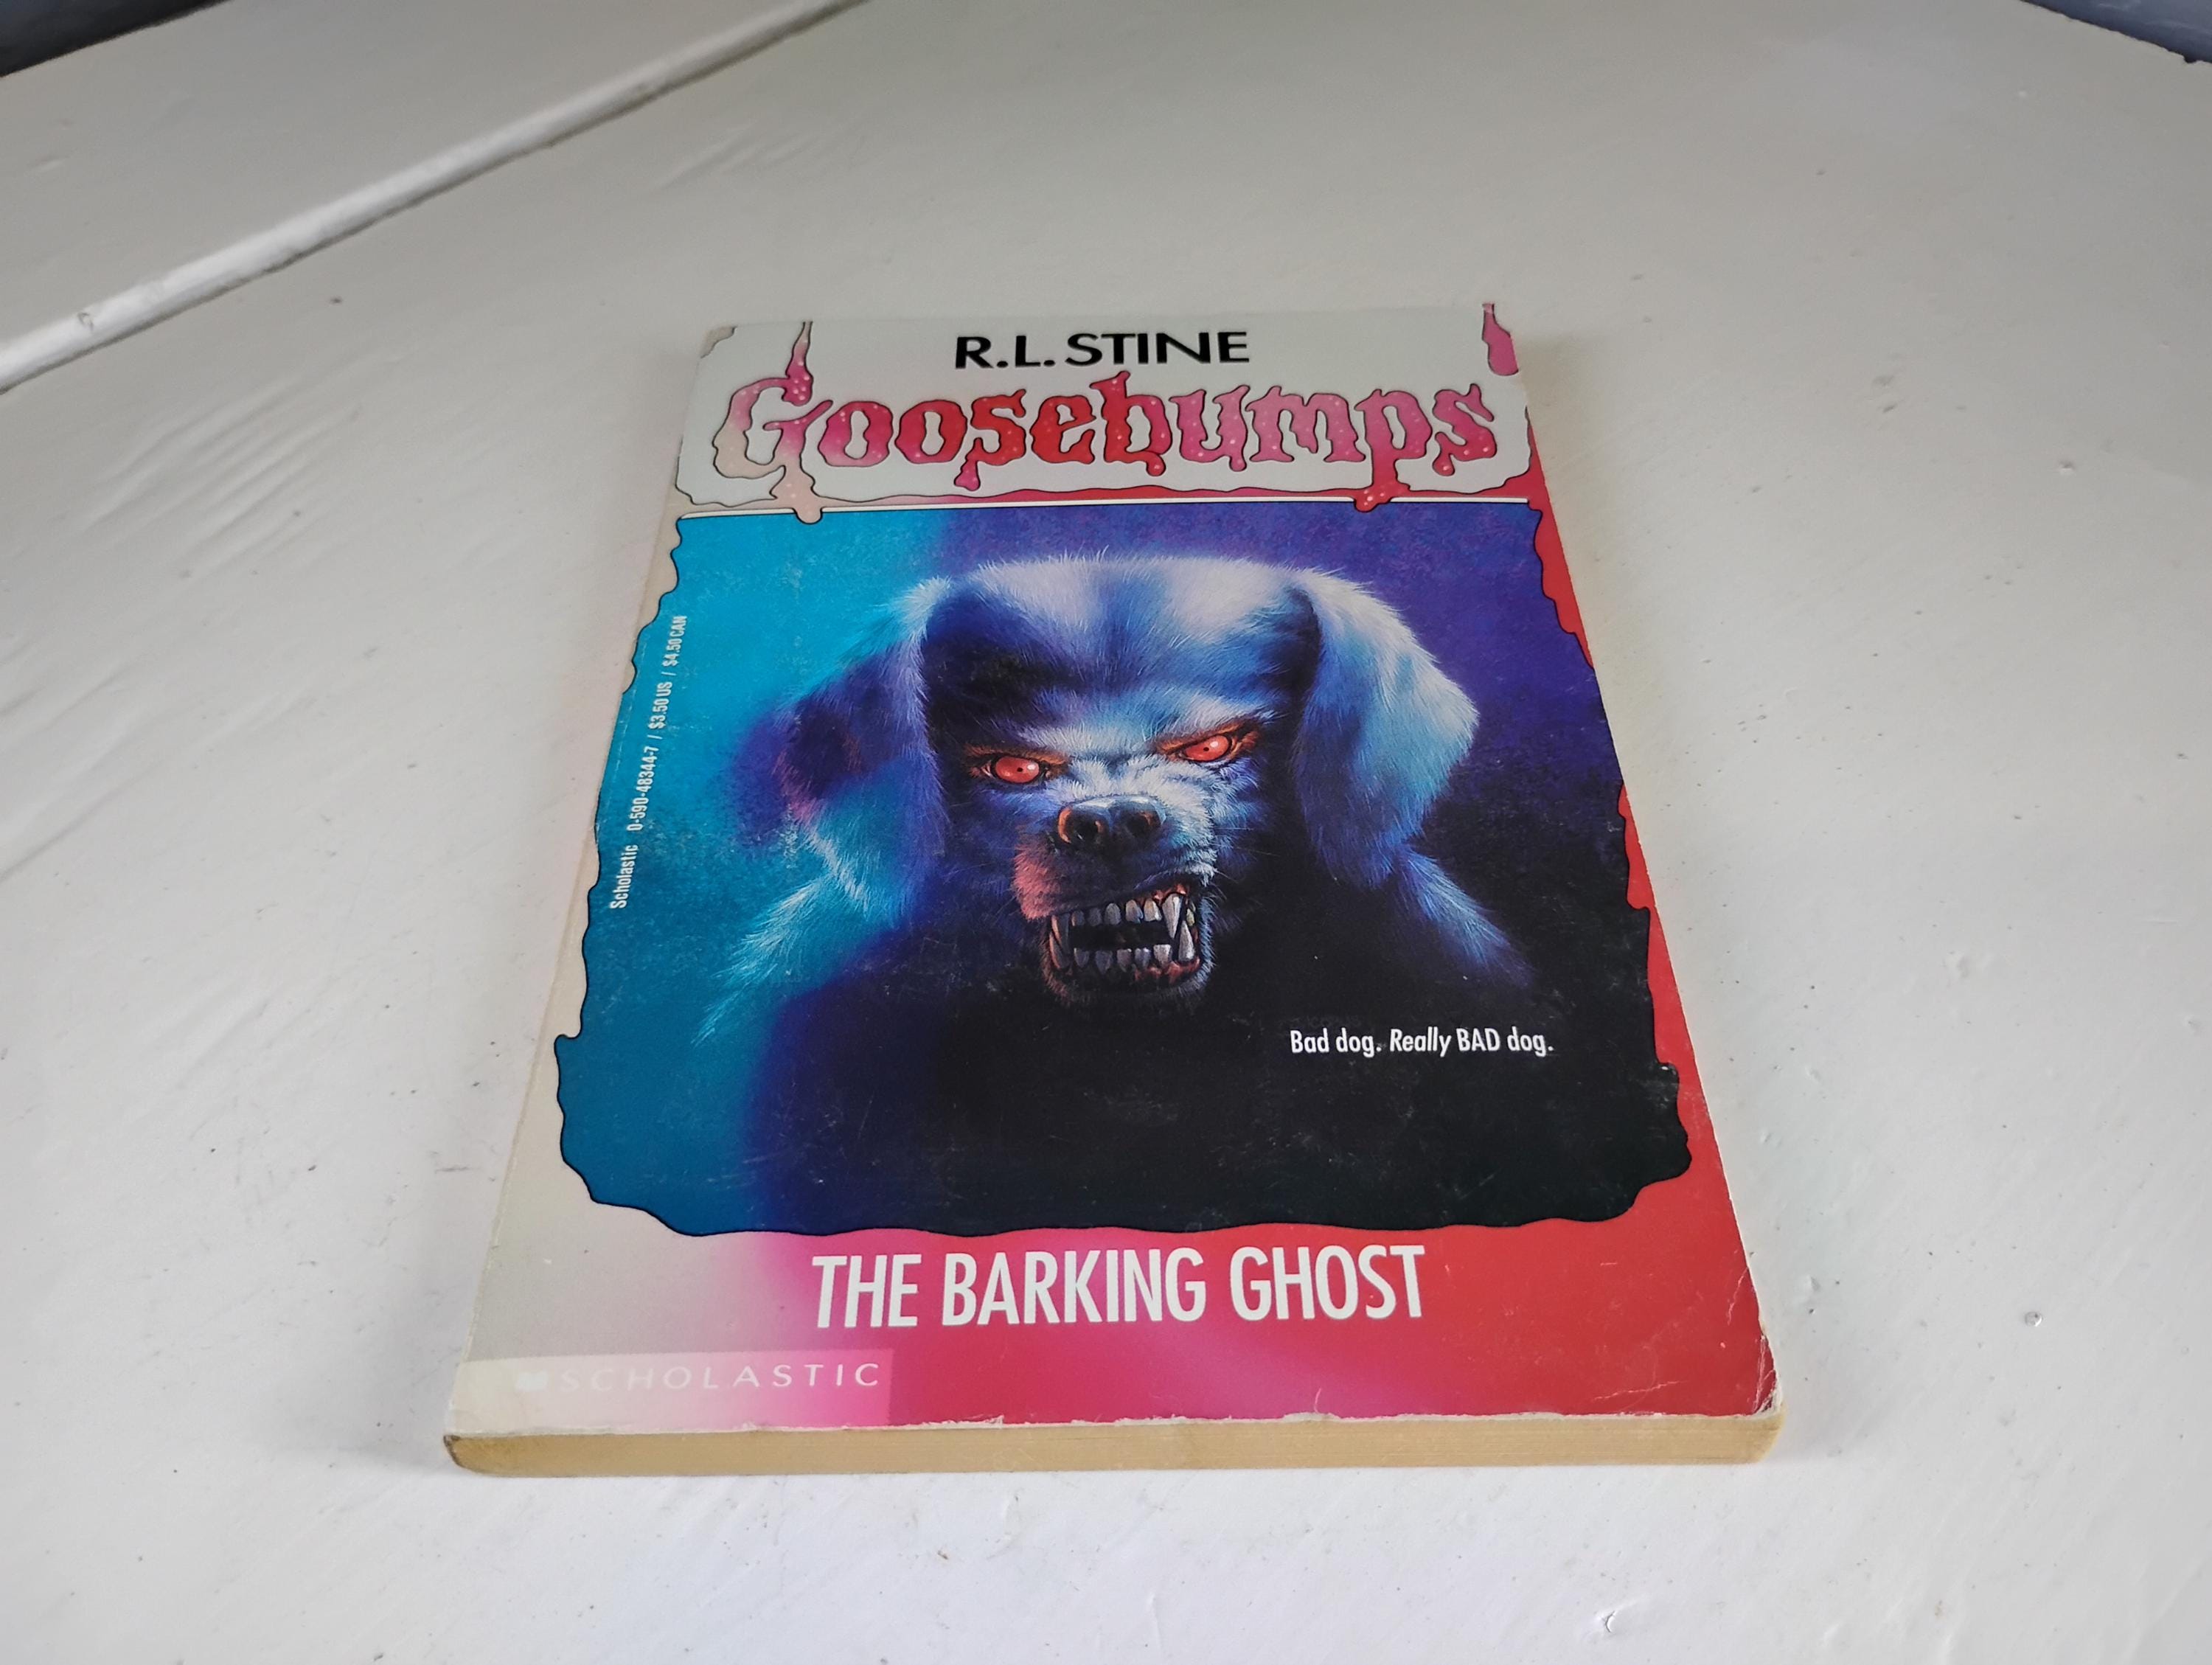 R.L. STINE
Goosebumps
Scholastic 0-590-48344-7 / $3.50 US / $4.50 CAN
Bad dog. Really BAD dog.
THE BARKING GHOST
SCHOLASTIC